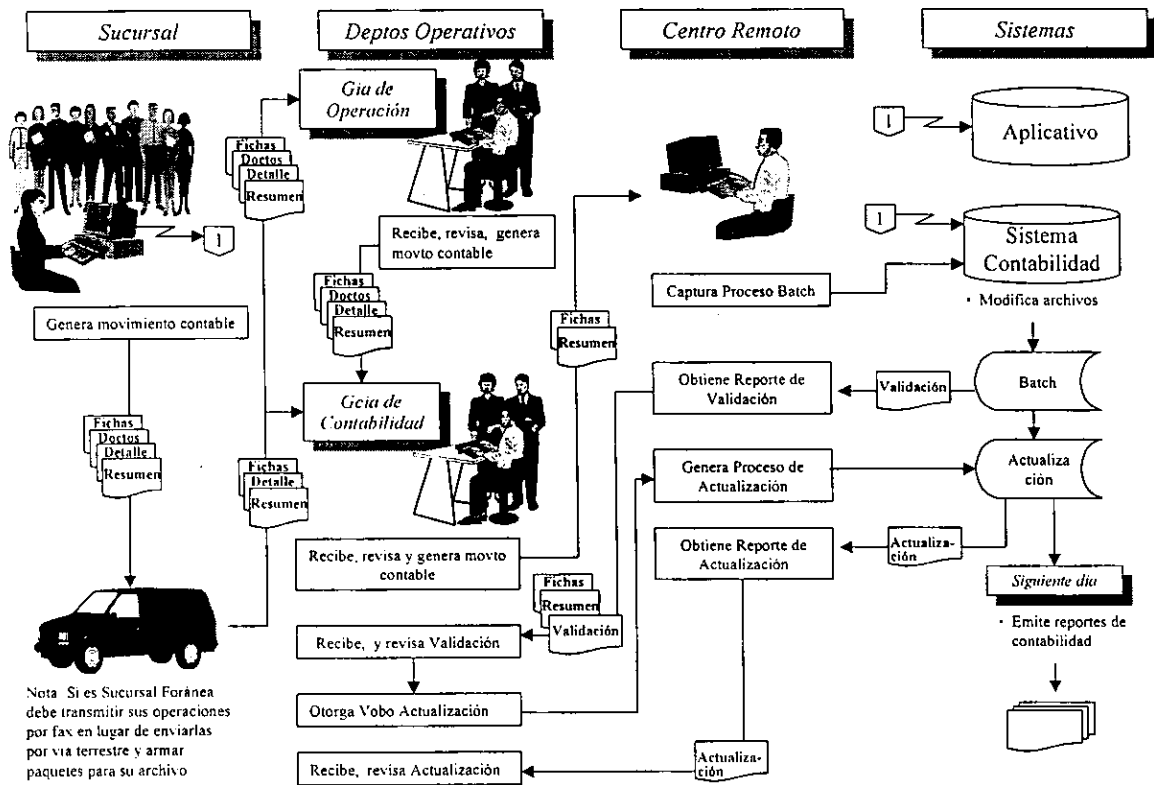 Sucursal
Deptos Operativos
Centro Remoto
Sistemas
Gia de
Operación
Fichas
Doctos
Detalle
Resumen
1
Aplicativo
1
Recibe, revisa, genera
movto contable
1
Sistema
Contabilidad
Captura Proceso Batch
· Modifica archivos
Genera movimiento contable
Fichas
Doctos
Detalle
Resumen
Fichas
Resumen
Gcia de
Contabilidad
Obtiene Reporte de
Validación
Validación
Batch
Fichas
Doctos
Detalle
Resumen
Fichas
Detalle
Resumen
Genera Proceso de
Actualización
Actualiza
ción
Recibe, revisa y genera movto
contable
Obtiene Reporte de
Actualización
Actualiza-
ción
Siguiente dia
Fichas
Resumen
Validación
Recibe, y revisa Validación
· Emite reportes de
contabilidad
Otorga Vobo Actualización
Nota Si es Sucursal Foránea
debe transmitir sus operaciones
por fax en lugar de enviarlas
por via terrestre y armar
paquetes para su archivo
Recibe, revisa Actualización
Actualiza-
ción